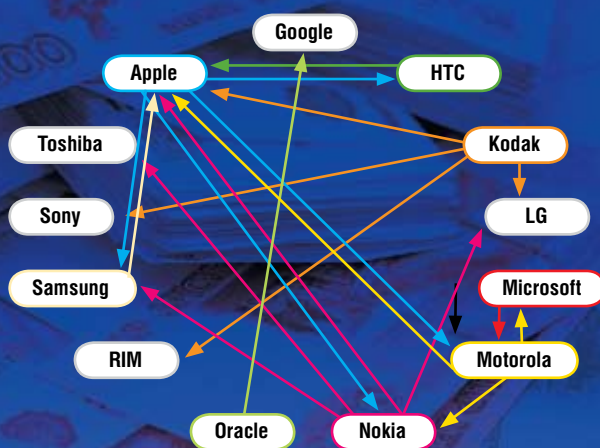 Google
Apple
HTC
Toshiba
Kodak
Sony
LG
Samsung
Microsoft
RIM
Motorola
Oracle
Nokia